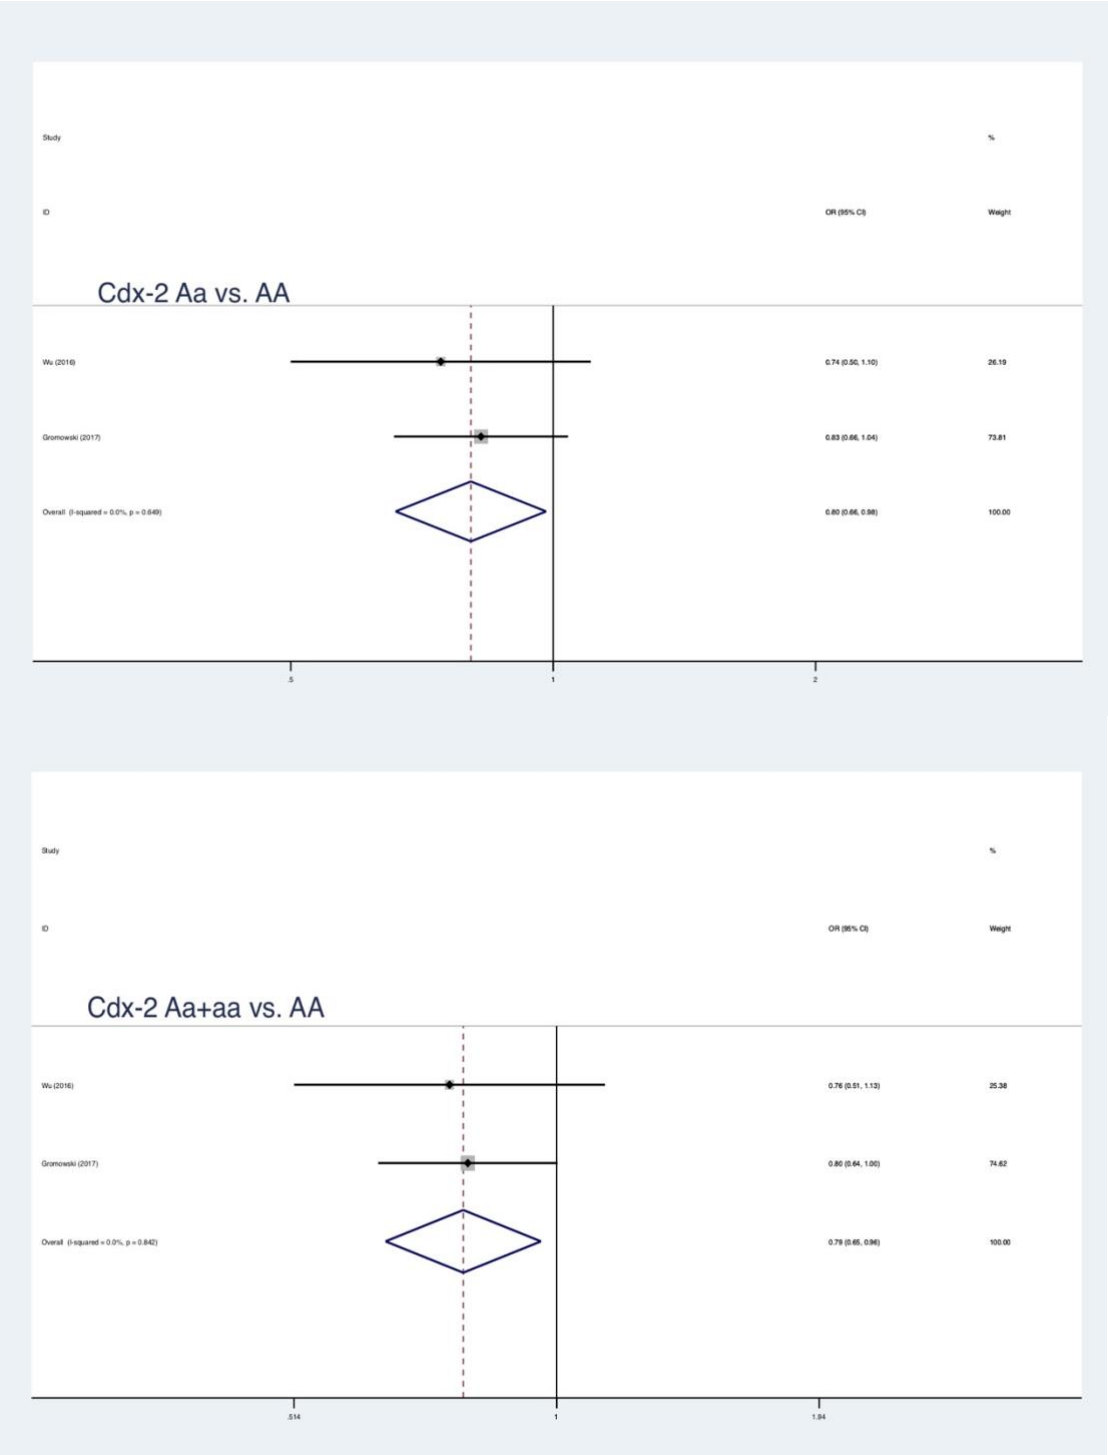 Study %
ID OR (95% CI) Weight
Cdx-2 Aa vs. AA
Wu (2016) 0.74 (0.50, 1.10) 26.19
Gromowski (2017) 0.83 (0.66, 1.04) 73.81
Overall (I-squared = 0.0%, p = 0.649) 0.80 (0.66, 0.98) 100.00
.5 1 2
Study %
ID OR (95% CI) Weight
Cdx-2 Aa+aa vs. AA
Wu (2016) 0.76 (0.51, 1.13) 25.38
Gromowski (2017) 0.80 (0.64, 1.00) 74.62
Overall (I-squared = 0.0%, p = 0.842) 0.79 (0.65, 0.96) 100.00
.514 1 1.94